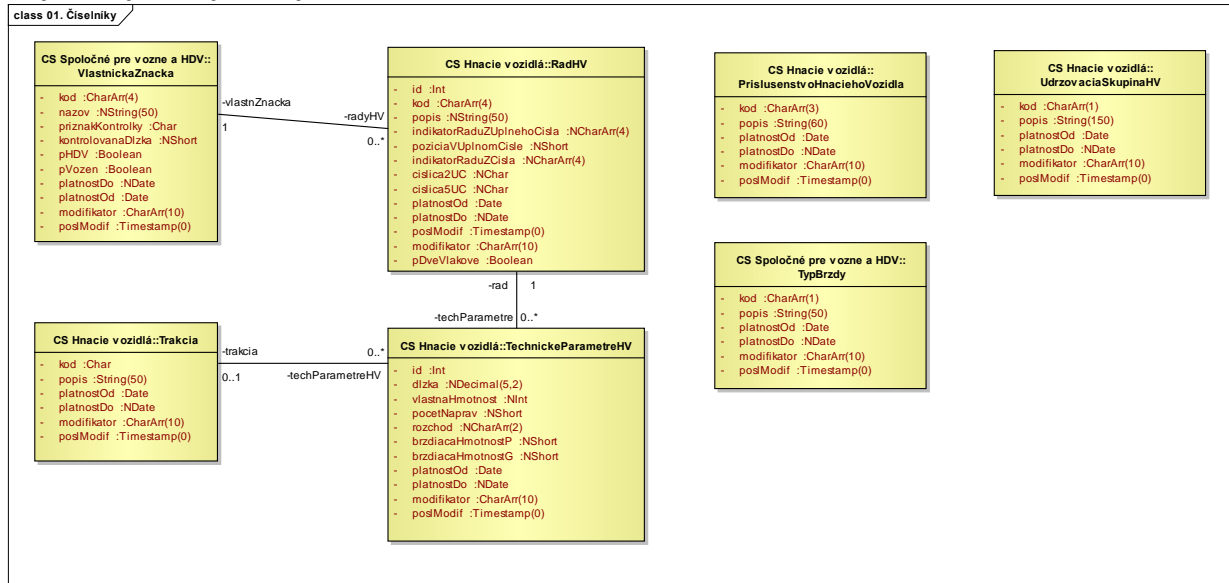 class 01. Číselníky
CS Spoločné pre vozne a HDV::
VlastnickaZnacka
- kod :CharArr(4)
- nazov :NString(50)
- priznakKontrolky :Char
- kontrolovanaDlzka :NShort
- pHDV :Boolean
- pVozen :Boolean
- platnostDo :NDate
- platnostOd :Date
- modifikator :CharArr(10)
- poslModif :Timestamp(0)
-vlastnZnacka
1
-radyHV
0..*
CS Hnacie vozidlá::RadHV
- id :Int
- kod :CharArr(4)
- popis :NString(50)
- indikatorRaduZUplnehoCisla :NCharArr(4)
- poziciaVUplnomCisle :NShort
- indikatorRaduZCisla :NCharArr(4)
- cislica2UC :NChar
- cislica5UC :NChar
- platnostOd :Date
- platnostDo :NDate
- poslModif :Timestamp(0)
- modifikator :CharArr(10)
- pDveVlakove :Boolean
CS Hnacie vozidlá::
PrislusenstvoHnaciehoVozidla
- kod :CharArr(3)
- popis :String(60)
- platnostOd :Date
- platnostDo :NDate
- modifikator :CharArr(10)
- poslModif :Timestamp(0)
CS Hnacie vozidlá::
UdrzovaciaSkupinaHV
- kod :CharArr(1)
- popis :String(150)
- platnostOd :Date
- platnostDo :NDate
- modifikator :CharArr(10)
- poslModif :Timestamp(0)
-rad
1
-techParametre
0..*
CS Hnacie vozidlá::Trakcia
- kod :Char
- popis :String(50)
- platnostOd :Date
- platnostDo :NDate
- modifikator :CharArr(10)
- poslModif :Timestamp(0)
-trakcia
0..1
0..*
-techParametreHV
CS Hnacie vozidlá::TechnickeParametreHV
- id :Int
- dlzka :NDecimal(5,2)
- vlastnaHmotnost :NInt
- pocetNaprav :NShort
- rozchod :NCharArr(2)
- brzdiacaHmotnostP :NShort
- brzdiacaHmotnostG :NShort
- platnostOd :Date
- platnostDo :NDate
- modifikator :CharArr(10)
- poslModif :Timestamp(0)
CS Spoločné pre vozne a HDV::
TypBrzdy
- kod :CharArr(1)
- popis :String(50)
- platnostOd :Date
- platnostDo :NDate
- modifikator :CharArr(10)
- poslModif :Timestamp(0)